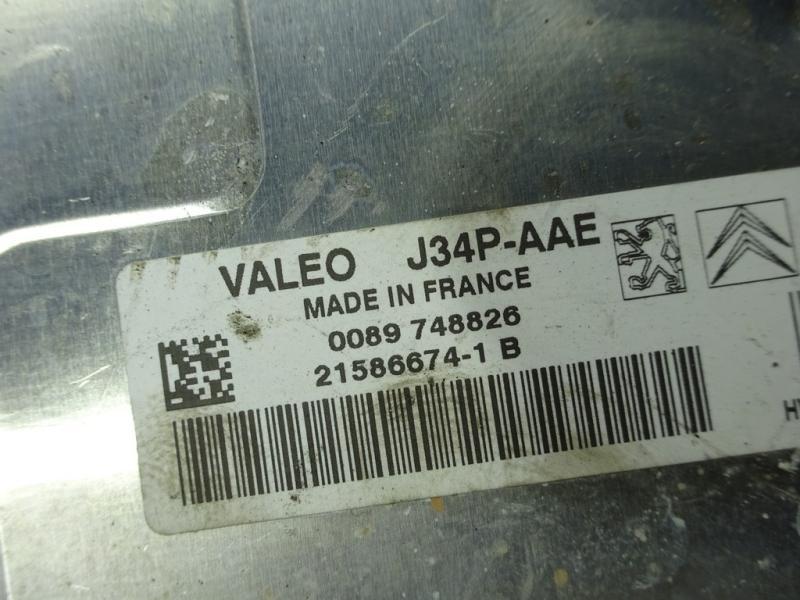 VALEO J34P-AAE
MADE IN FRANCE
0089 748826
21586674-1 B